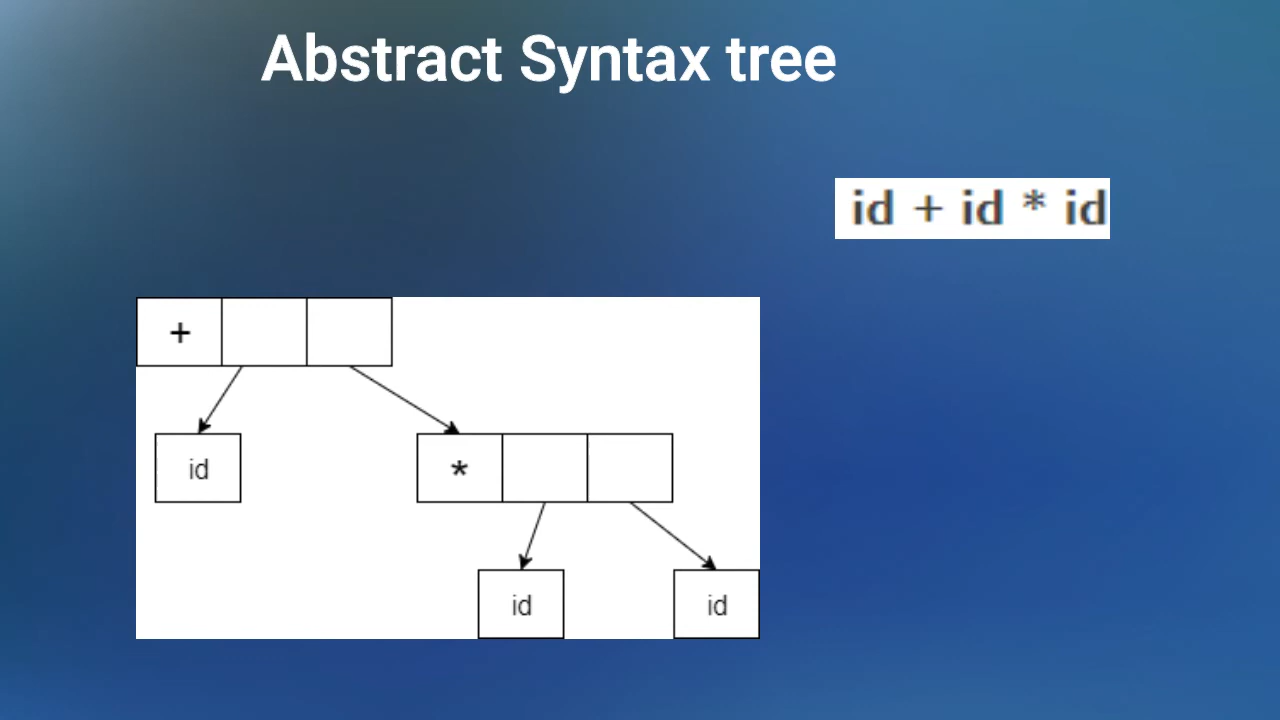 Abstract Syntax tree
id + id * id
+
id
*
id
id